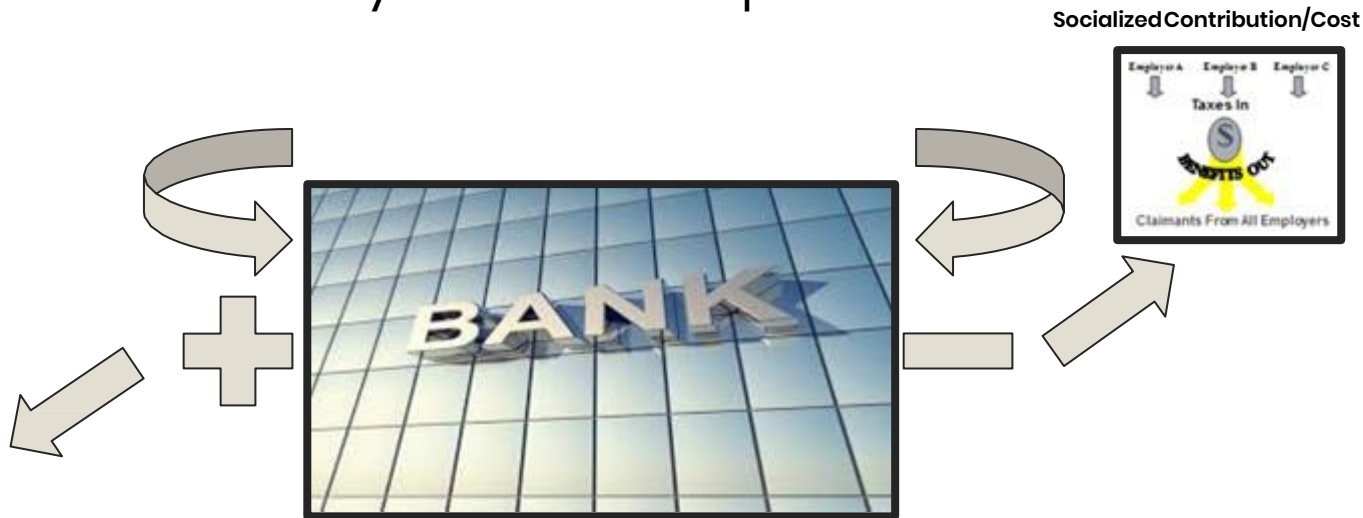 Socialized Contribution/Cost
Employer A Employer B Employer C
Taxes In
S
BENEFITS OUT
Claimants From All Employers
BANK